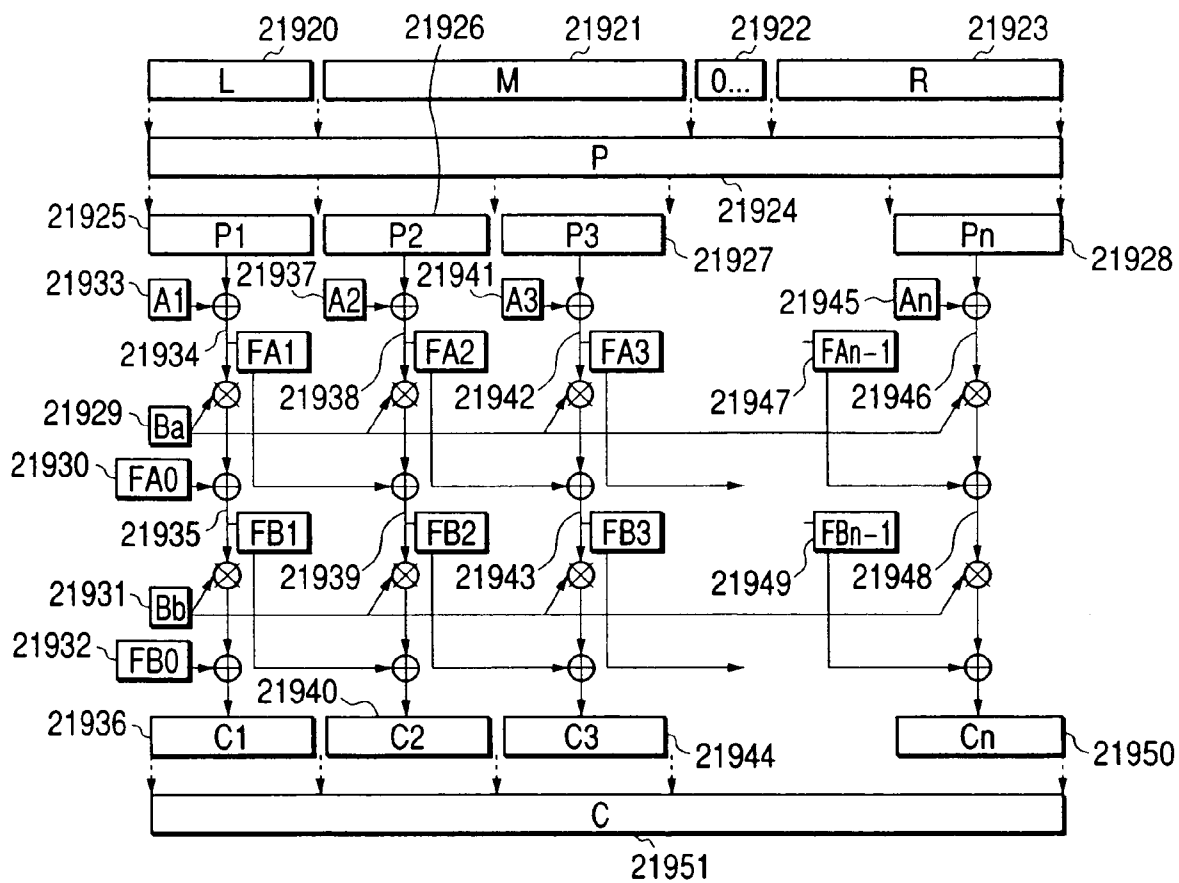 21920 21926 21921 21922 21923
L M 0... R
P
21924
21925 P1 P2 P3 21927 Pn 21928
21933 A1 21937 A2 21941 A3 21945 An
21934 FA1 21938 FA2 21942 FA3 21947 FAn-1 21946
21929 Ba
21930 FA0
21935 FB1 21939 FB2 21943 FB3 21949 FBn-1 21948
21931 Bb
21932 FB0
21940
21936 C1 C2 C3 21944 Cn 21950
C
21951